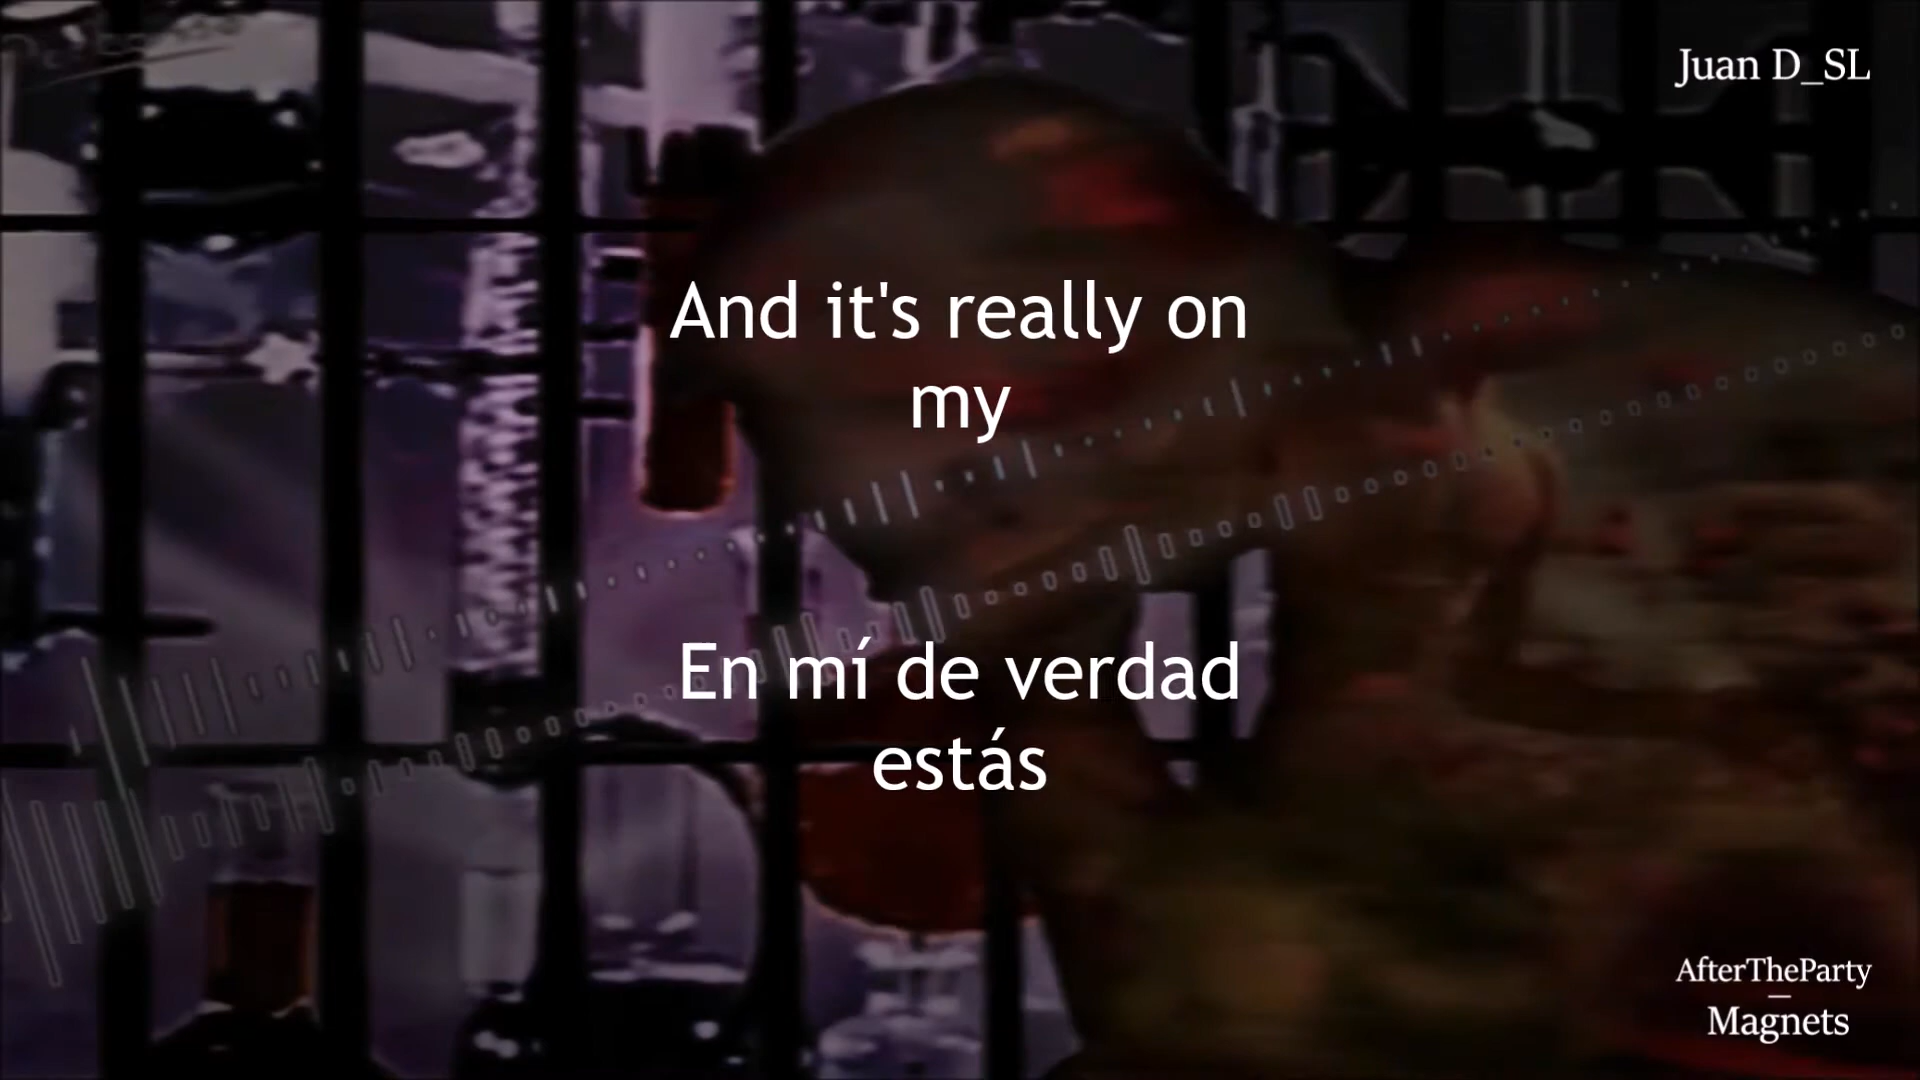 Juan D_SL
And it's really on
my
En mí de verdad
estás
AfterTheParty
—
Magnets